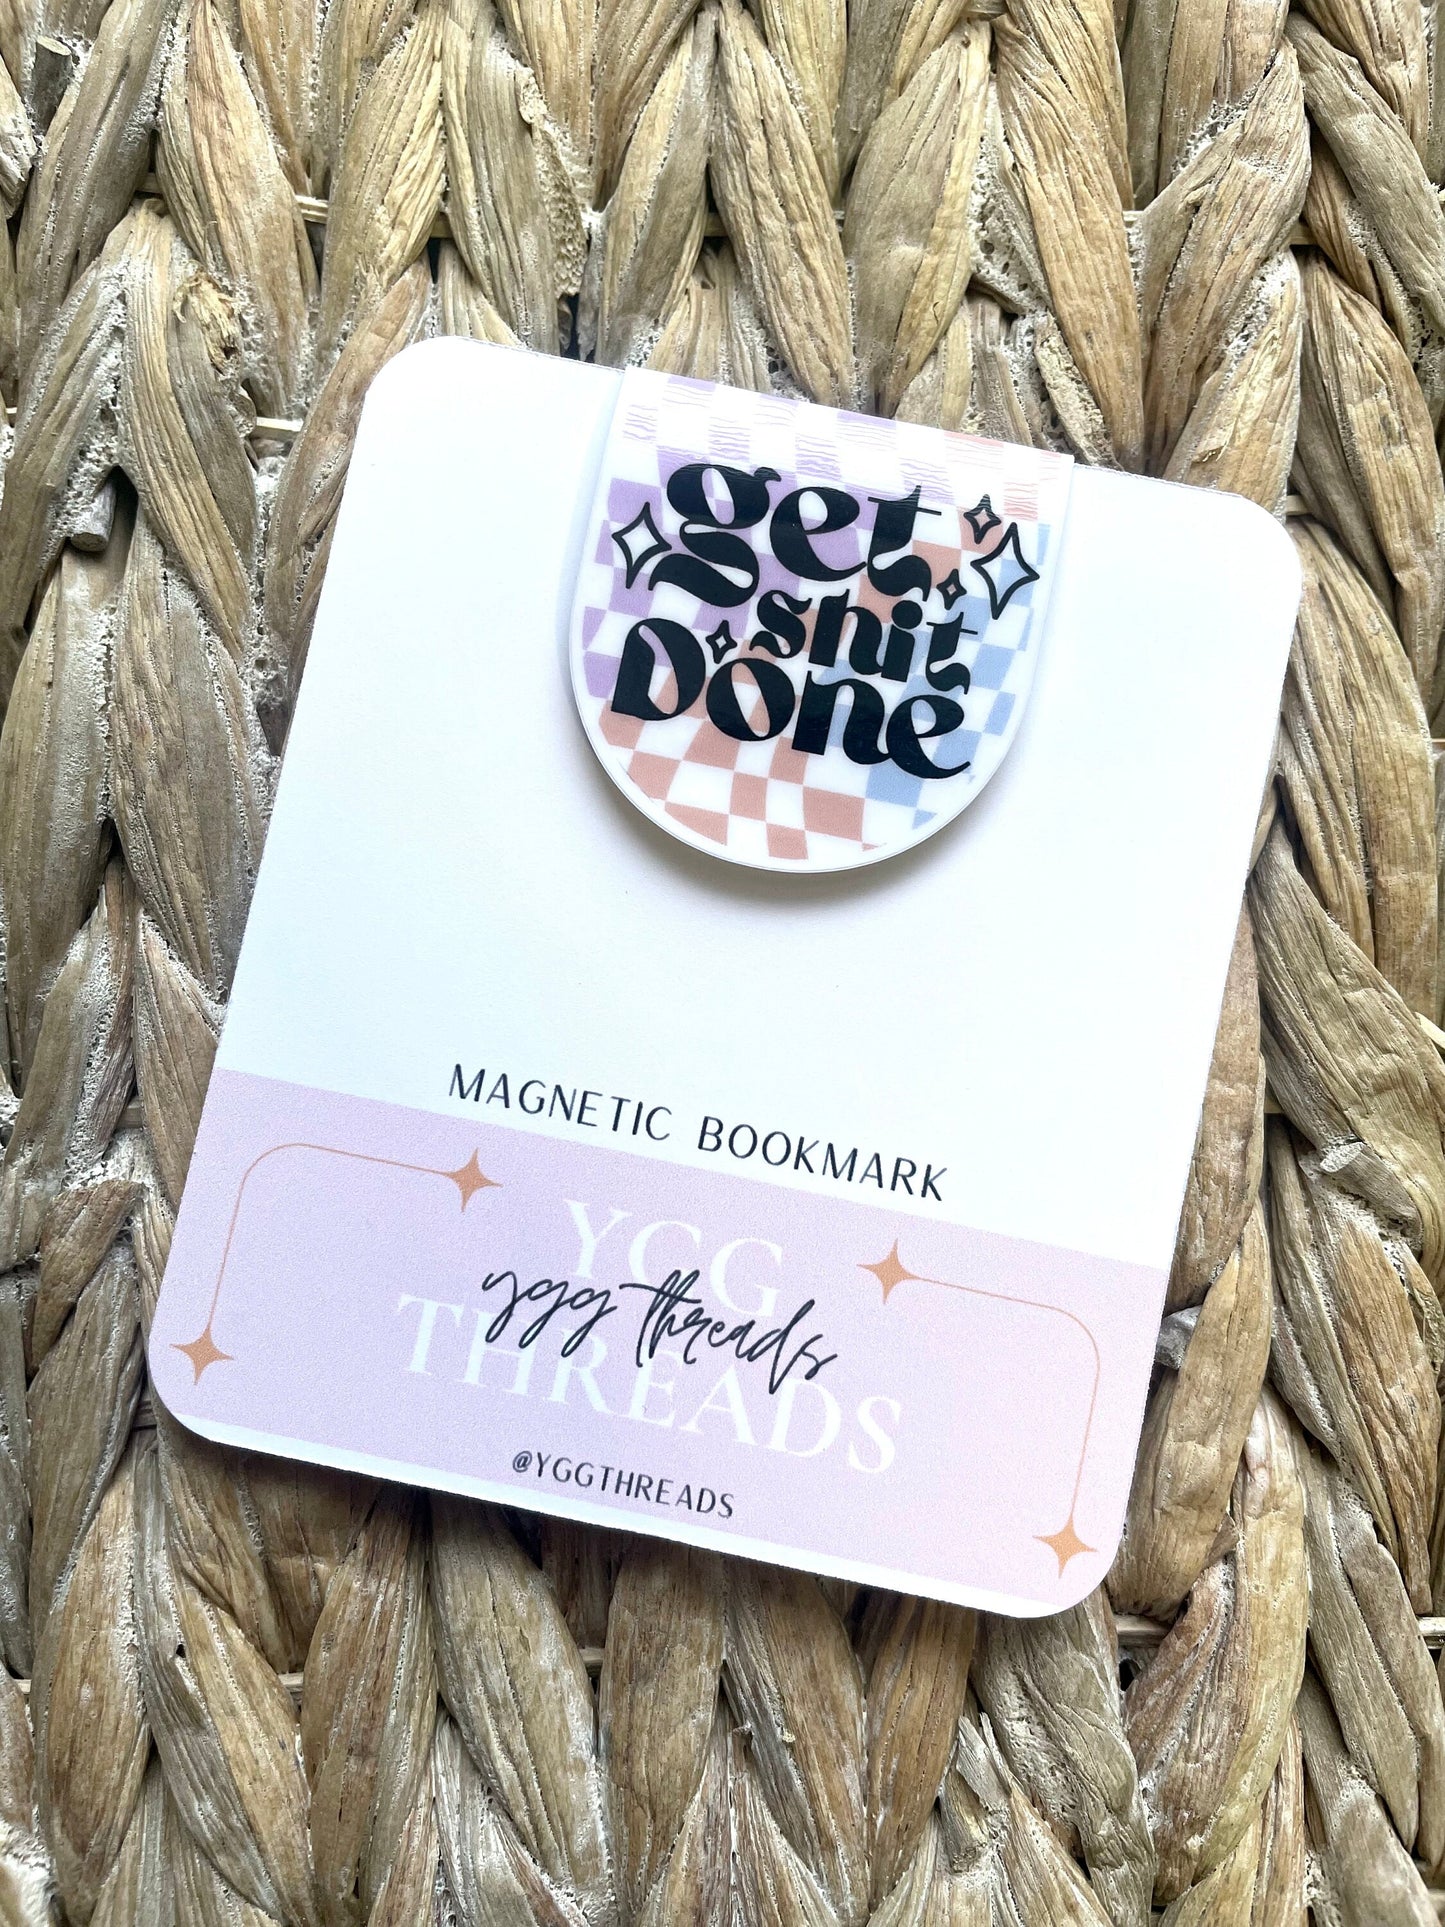 get
shit
Done
MAGNETIC BOOKMARK
YGG
ygg threads
THREADS
@YGGTHREADS